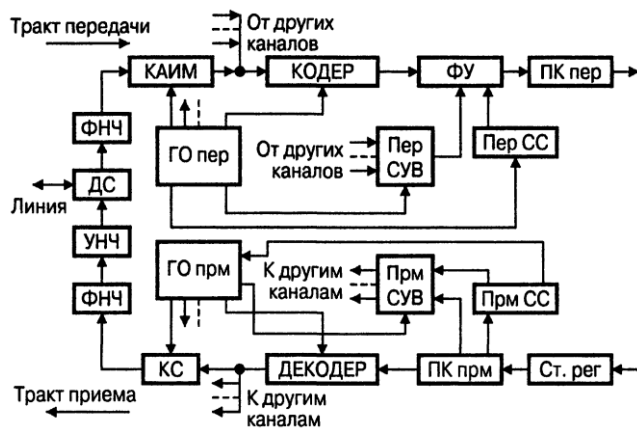 Тракт передачи
От других
каналов
КАИМ
КОДЕР
ФУ
ПК пер
ФНЧ
ГО пер
От других
каналов
Пер
СУВ
Пер СС
ДС
Линия
УНЧ
ГО прм
К другим
каналам
Прм
СУВ
Прм СС
ФНЧ
КС
ДЕКОДЕР
ПК прм
Ст. рег
Тракт приема
К другим
каналам